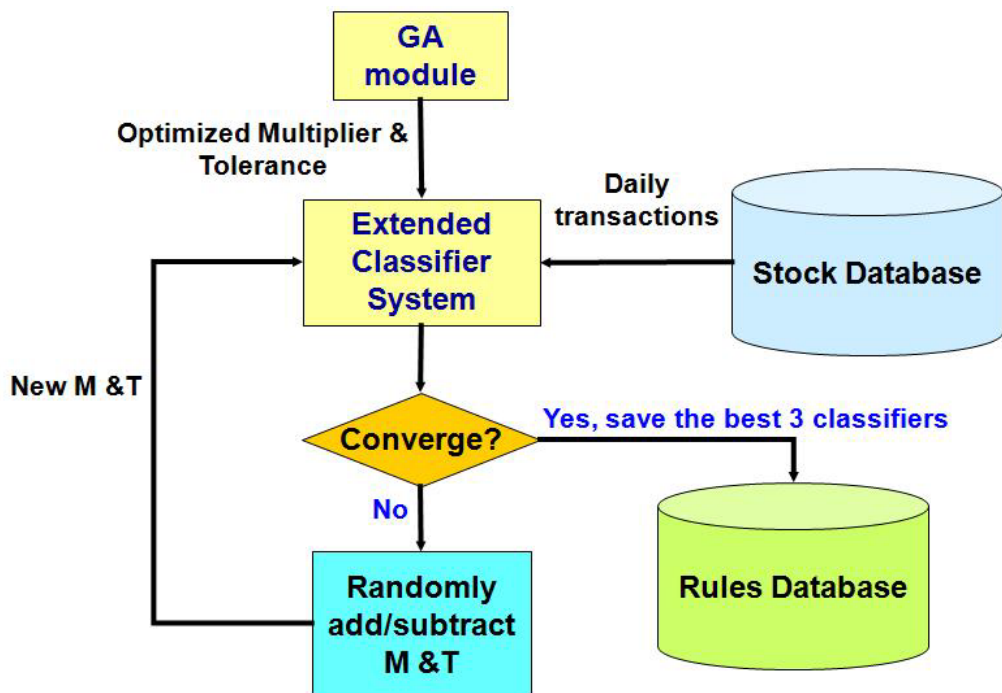 GA
module
Optimized Multiplier &
Tolerance
Daily
transactions
Extended
Classifier
System
Stock Database
New M &T
Converge?
Yes, save the best 3 classifiers
No
Randomly
add/subtract
M &T
Rules Database